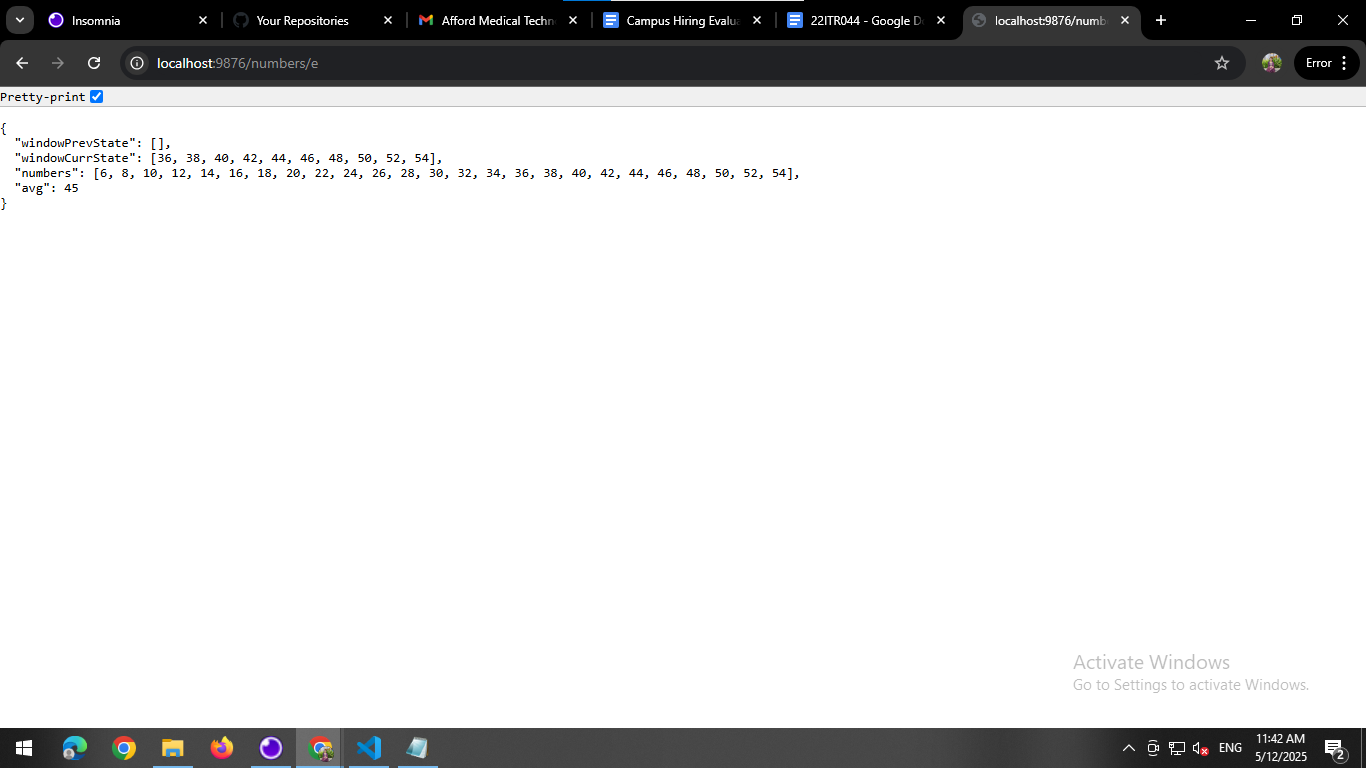 Insomnia
Your Repositories
Afford Medical Techn
Campus Hiring Evalua
22ITR044 - Google Do
localhost:9876/numbe
localhost:9876/numbers/e
Error
Pretty-print
{
"windowPrevState": [],
"windowCurrState": [36, 38, 40, 42, 44, 46, 48, 50, 52, 54],
"numbers": [6, 8, 10, 12, 14, 16, 18, 20, 22, 24, 26, 28, 30, 32, 34, 36, 38, 40, 42, 44, 46, 48, 50, 52, 54],
"avg": 45
}
Activate Windows
Go to Settings to activate Windows.
ENG
11:42 AM
5/12/2025
2